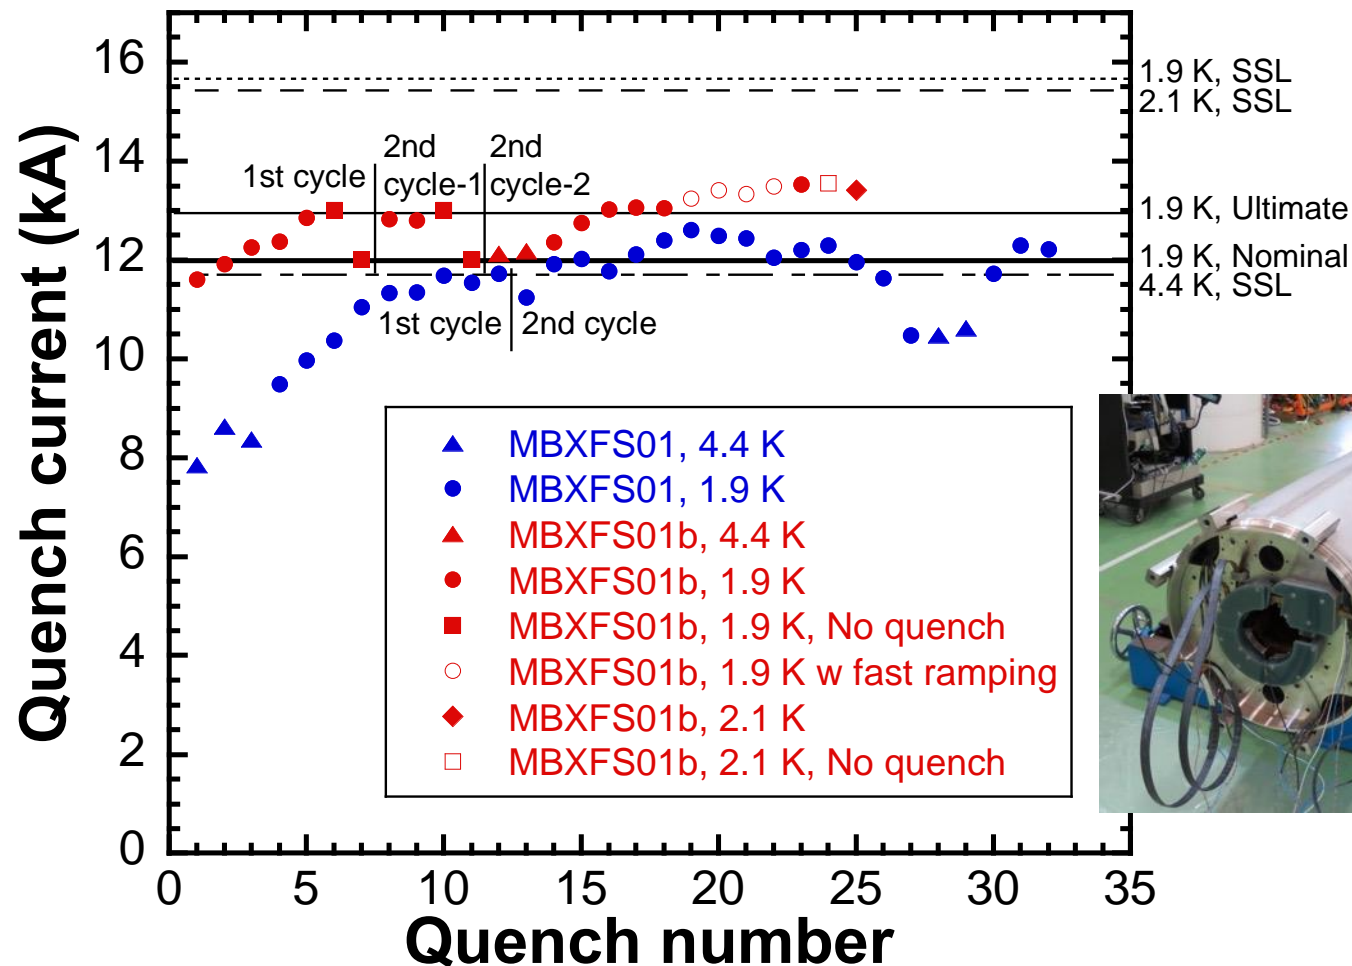 Quench current (kA)
16
14
12
10
8
6
4
2
0
1.9 K, SSL
2.1 K, SSL
1.9 K, Ultimate
1.9 K, Nominal
4.4 K, SSL
1st cycle
2nd
cycle-1
2nd
cycle-2
1st cycle
2nd cycle
MBXFS01, 4.4 K
MBXFS01, 1.9 K
MBXFS01b, 4.4 K
MBXFS01b, 1.9 K
MBXFS01b, 1.9 K, No quench
MBXFS01b, 1.9 K w fast ramping
MBXFS01b, 2.1 K
MBXFS01b, 2.1 K, No quench
0 5 10 15 20 25 30 35
Quench number